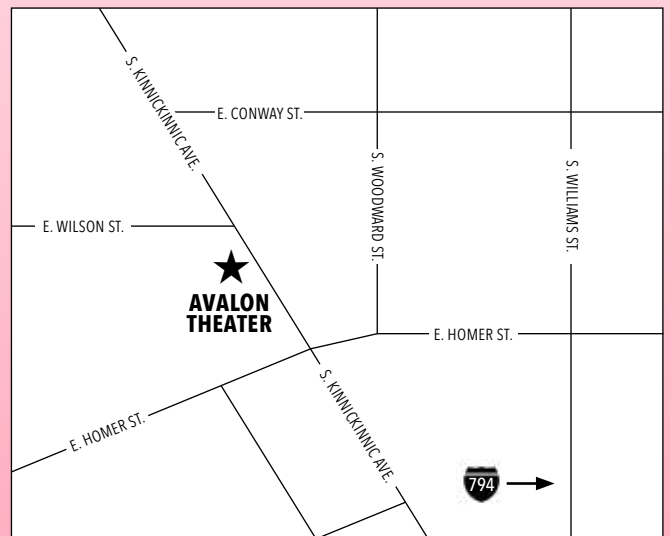 S. KINNICKINNIC AVE.
E. CONWAY ST.
S. WOODWARD ST.
S. WILLIAMS ST.
E. WILSON ST.
AVALON
THEATER
E. HOMER ST.
S. KINNICKINNIC AVE.
E. HOMER ST.
794